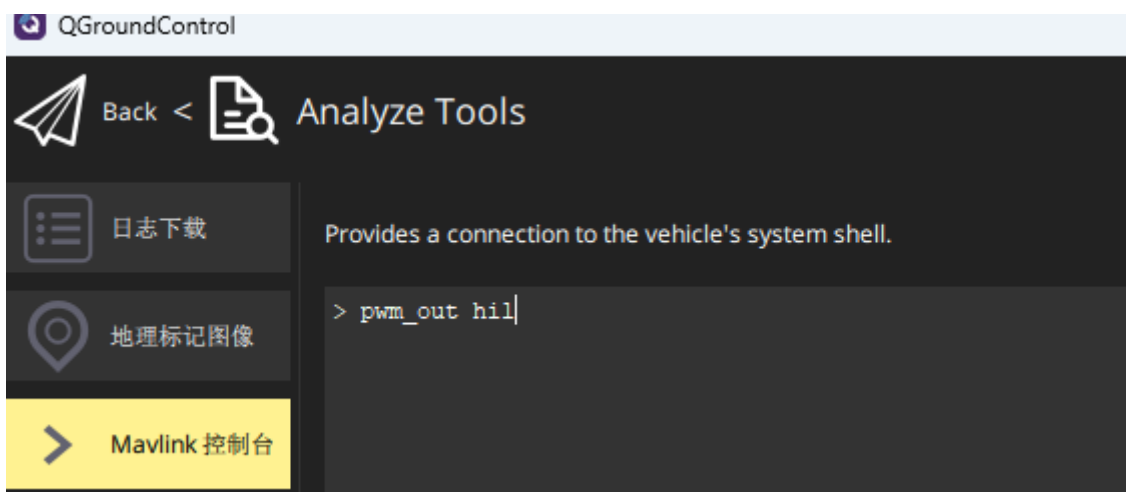 QGroundControl
Back < Analyze Tools
日志下载
Provides a connection to the vehicle's system shell.
> pwm_out hil
地理标记图像
Mavlink 控制台